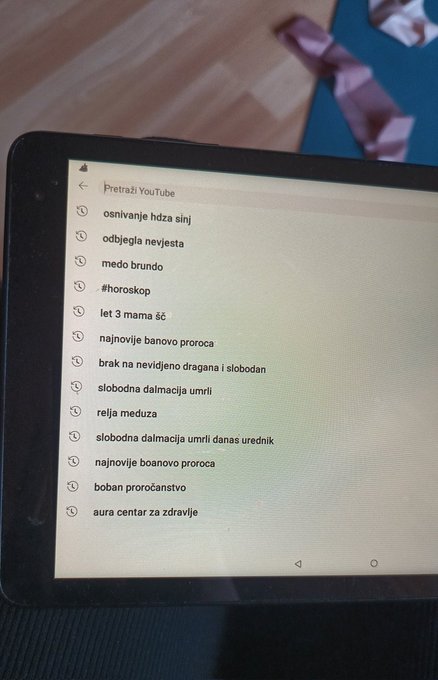 Pretraži YouTube
osnivanje hdza sinj
odbjegla nevjesta
medo brundo
#horoskop
let 3 mama šč
najnovije banovo proroca
brak na nevidjeno dragana i slobodan
slobodna dalmacija umrli
relja meduza
slobodna dalmacija umrli danas urednik
najnovije boanovo proroca
boban proročanstvo
aura centar za zdravlje